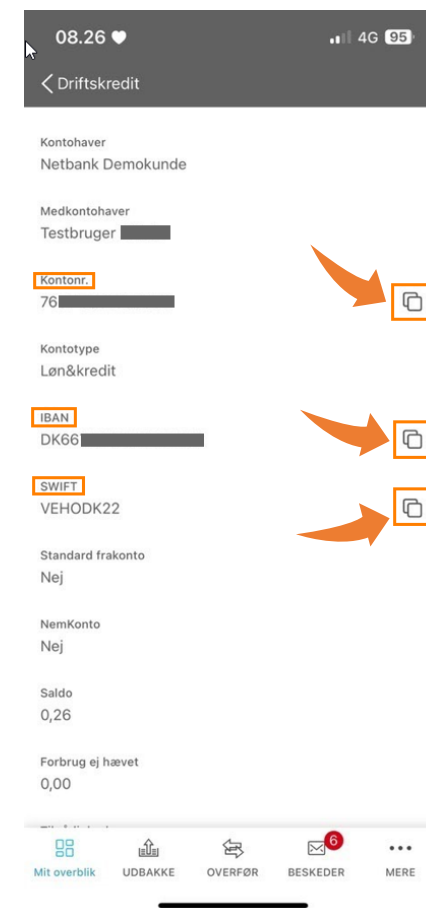 08.26
4G 95
Driftskredit
Kontohaver
Netbank Demokunde
Medkontohaver
Testbruger
Kontonr.
76
Kontotype
Løn&kredit
IBAN
DK66
SWIFT
VEHODK22
Standard frakonto
Nej
NemKonto
Nej
Saldo
0,26
Forbrug ej hævet
0,00
6
Mit overblik UDBAKKE OVERFØR BESKEDER MERE